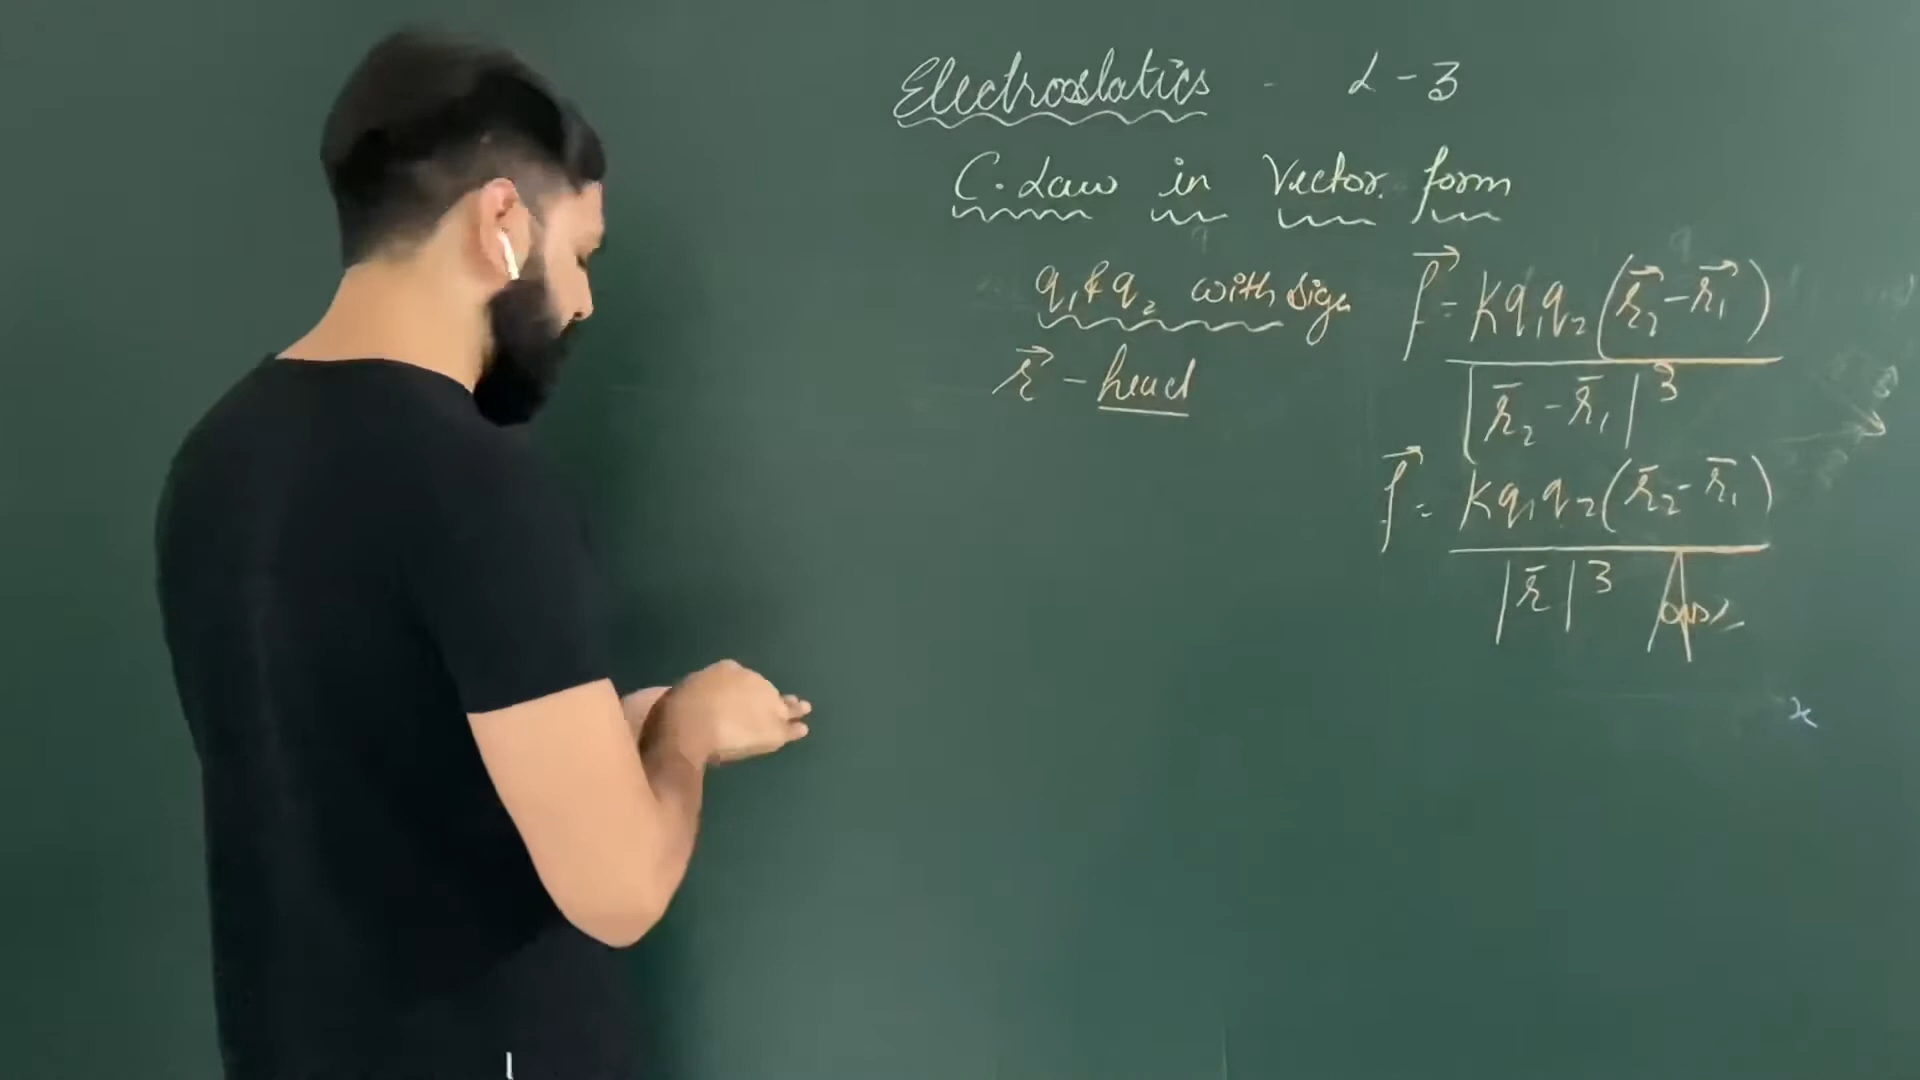 Electrostatics - L-3
C. Law in Vector form
q₁ & q₂ with sign
r⃗ - head
F⃗ = Kq₁q₂(r⃗₂-r⃗₁)
|r̄₂-r̄₁|³
F⃗ = Kq₁q₂(r̄₂-r̄₁)
|r̄|³
x